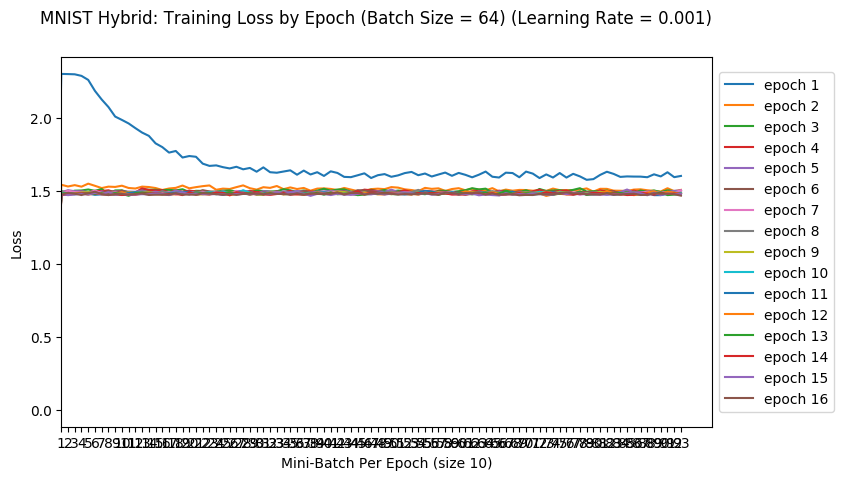 MNIST Hybrid: Training Loss by Epoch (Batch Size = 64) (Learning Rate = 0.001)
2.0
1.5
1.0
0.5
0.0
Loss
Mini-Batch Per Epoch (size 10)
epoch 1
epoch 2
epoch 3
epoch 4
epoch 5
epoch 6
epoch 7
epoch 8
epoch 9
epoch 10
epoch 11
epoch 12
epoch 13
epoch 14
epoch 15
epoch 16